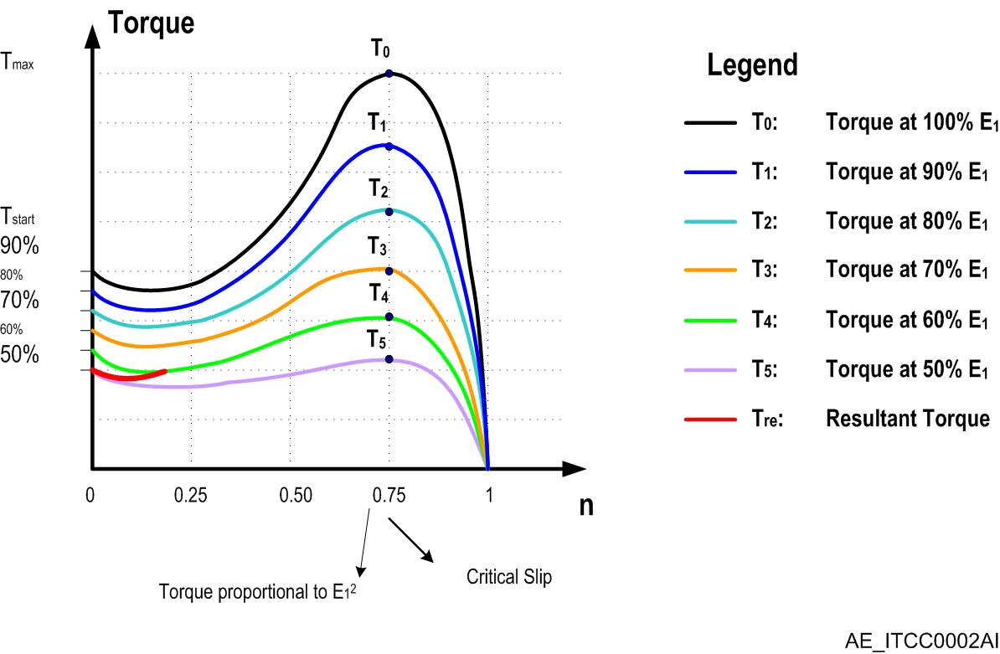 Torque
Tmax
T0
T1
T2
Tstart
90%
T3
80%
T4
70%
60%
T5
50%
0 0.25 0.50 0.75 1
n
Critical Slip
Torque proportional to E1²
Legend
T0: Torque at 100% E1
T1: Torque at 90% E1
T2: Torque at 80% E1
T3: Torque at 70% E1
T4: Torque at 60% E1
T5: Torque at 50% E1
Tre: Resultant Torque
AE_ITCC0002AI